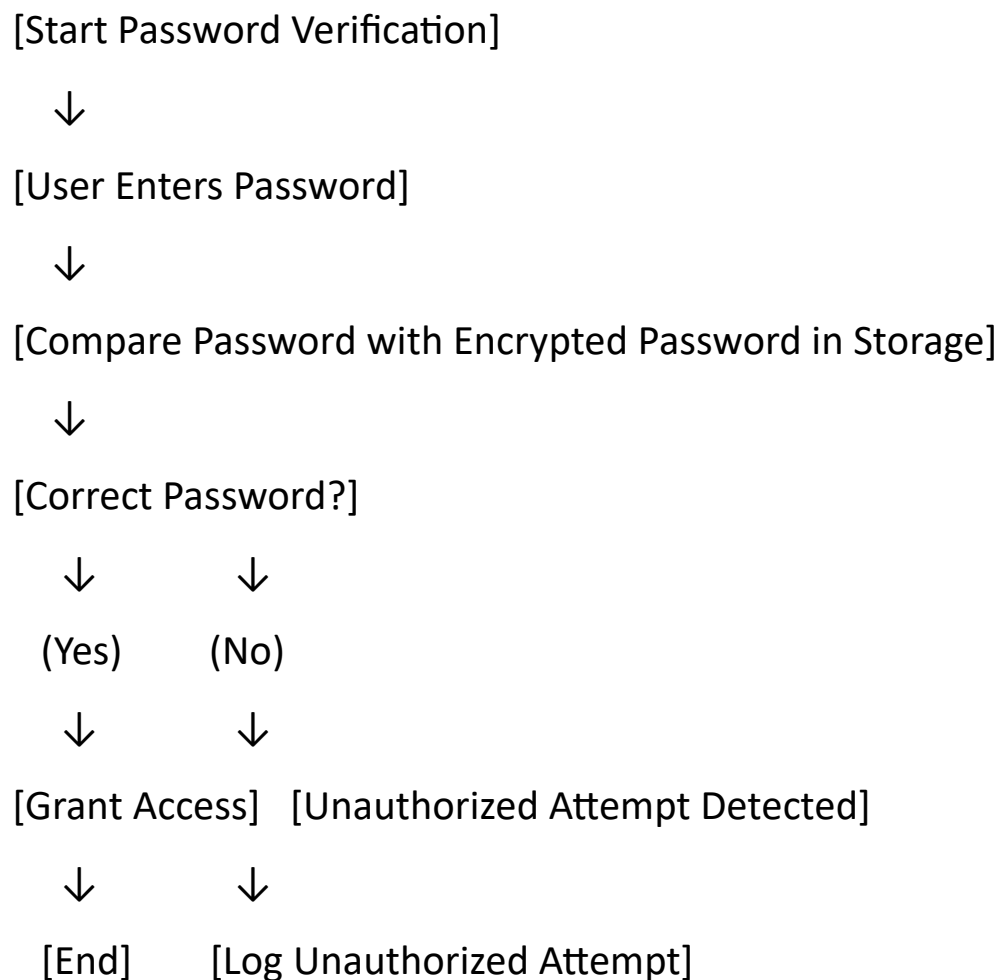 [Start Password Verification]
↓
[User Enters Password]
↓
[Compare Password with Encrypted Password in Storage]
↓
[Correct Password?]
↓ ↓
(Yes) (No)
↓ ↓
[Grant Access] [Unauthorized Attempt Detected]
↓ ↓
[End] [Log Unauthorized Attempt]